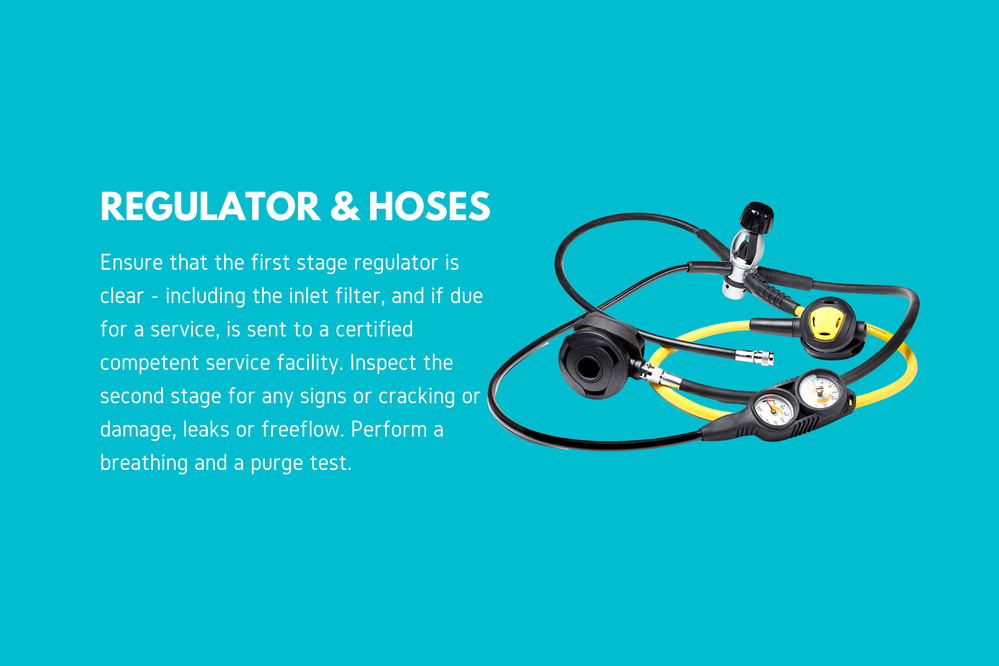 REGULATOR & HOSES
Ensure that the first stage regulator is
clear - including the inlet filter, and if due
for a service, is sent to a certified
competent service facility. Inspect the
second stage for any signs or cracking or
damage, leaks or freeflow. Perform a
breathing and a purge test.